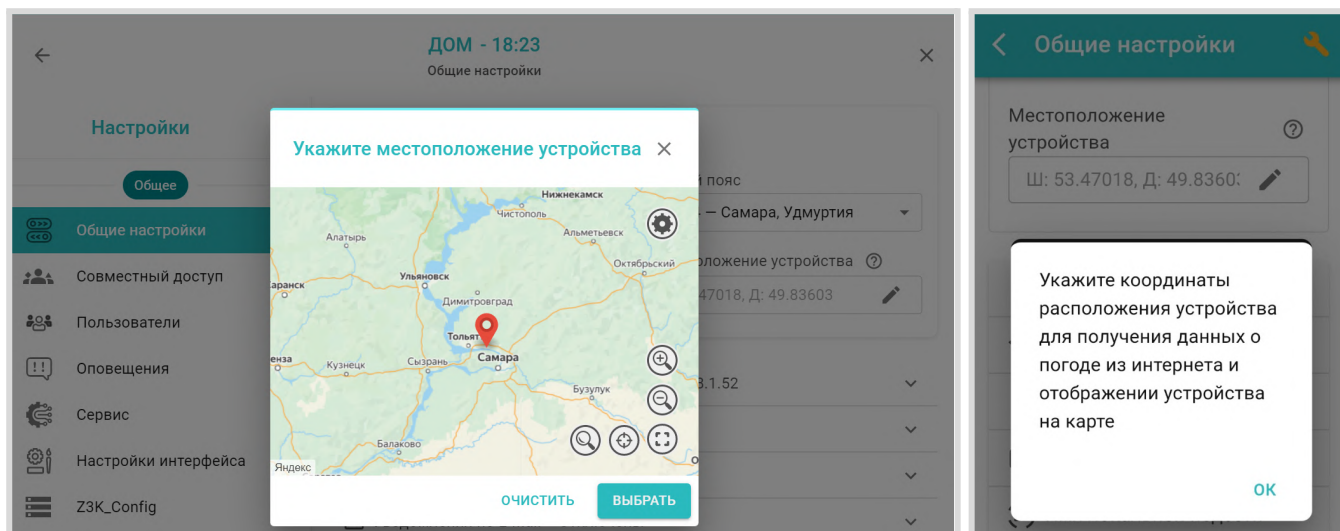 ДОМ - 18:23
Общие настройки
Настройки
Общее
Общие настройки
Совместный доступ
Пользователи
Оповещения
Сервис
Настройки интерфейса
Z3K_Config
Укажите местоположение устройства
Нижнекамск
Чистополь
Алатырь
Альметьевск
Октябрьский
Ульяновск
Димитровград
Самара
Кузнецк
Сызрань
Бузулук
Балаково
Яндекс
ОЧИСТИТЬ
ВЫБРАТЬ
пояс
— Самара, Удмуртия
устройства
47018, Д: 49.83603
3.1.52
Общие настройки
Местоположение
устройства
Ш: 53.47018, Д: 49.8360
Укажите координаты
расположения устройства
для получения данных о
погоде из интернета и
отображении устройства
на карте
ОК